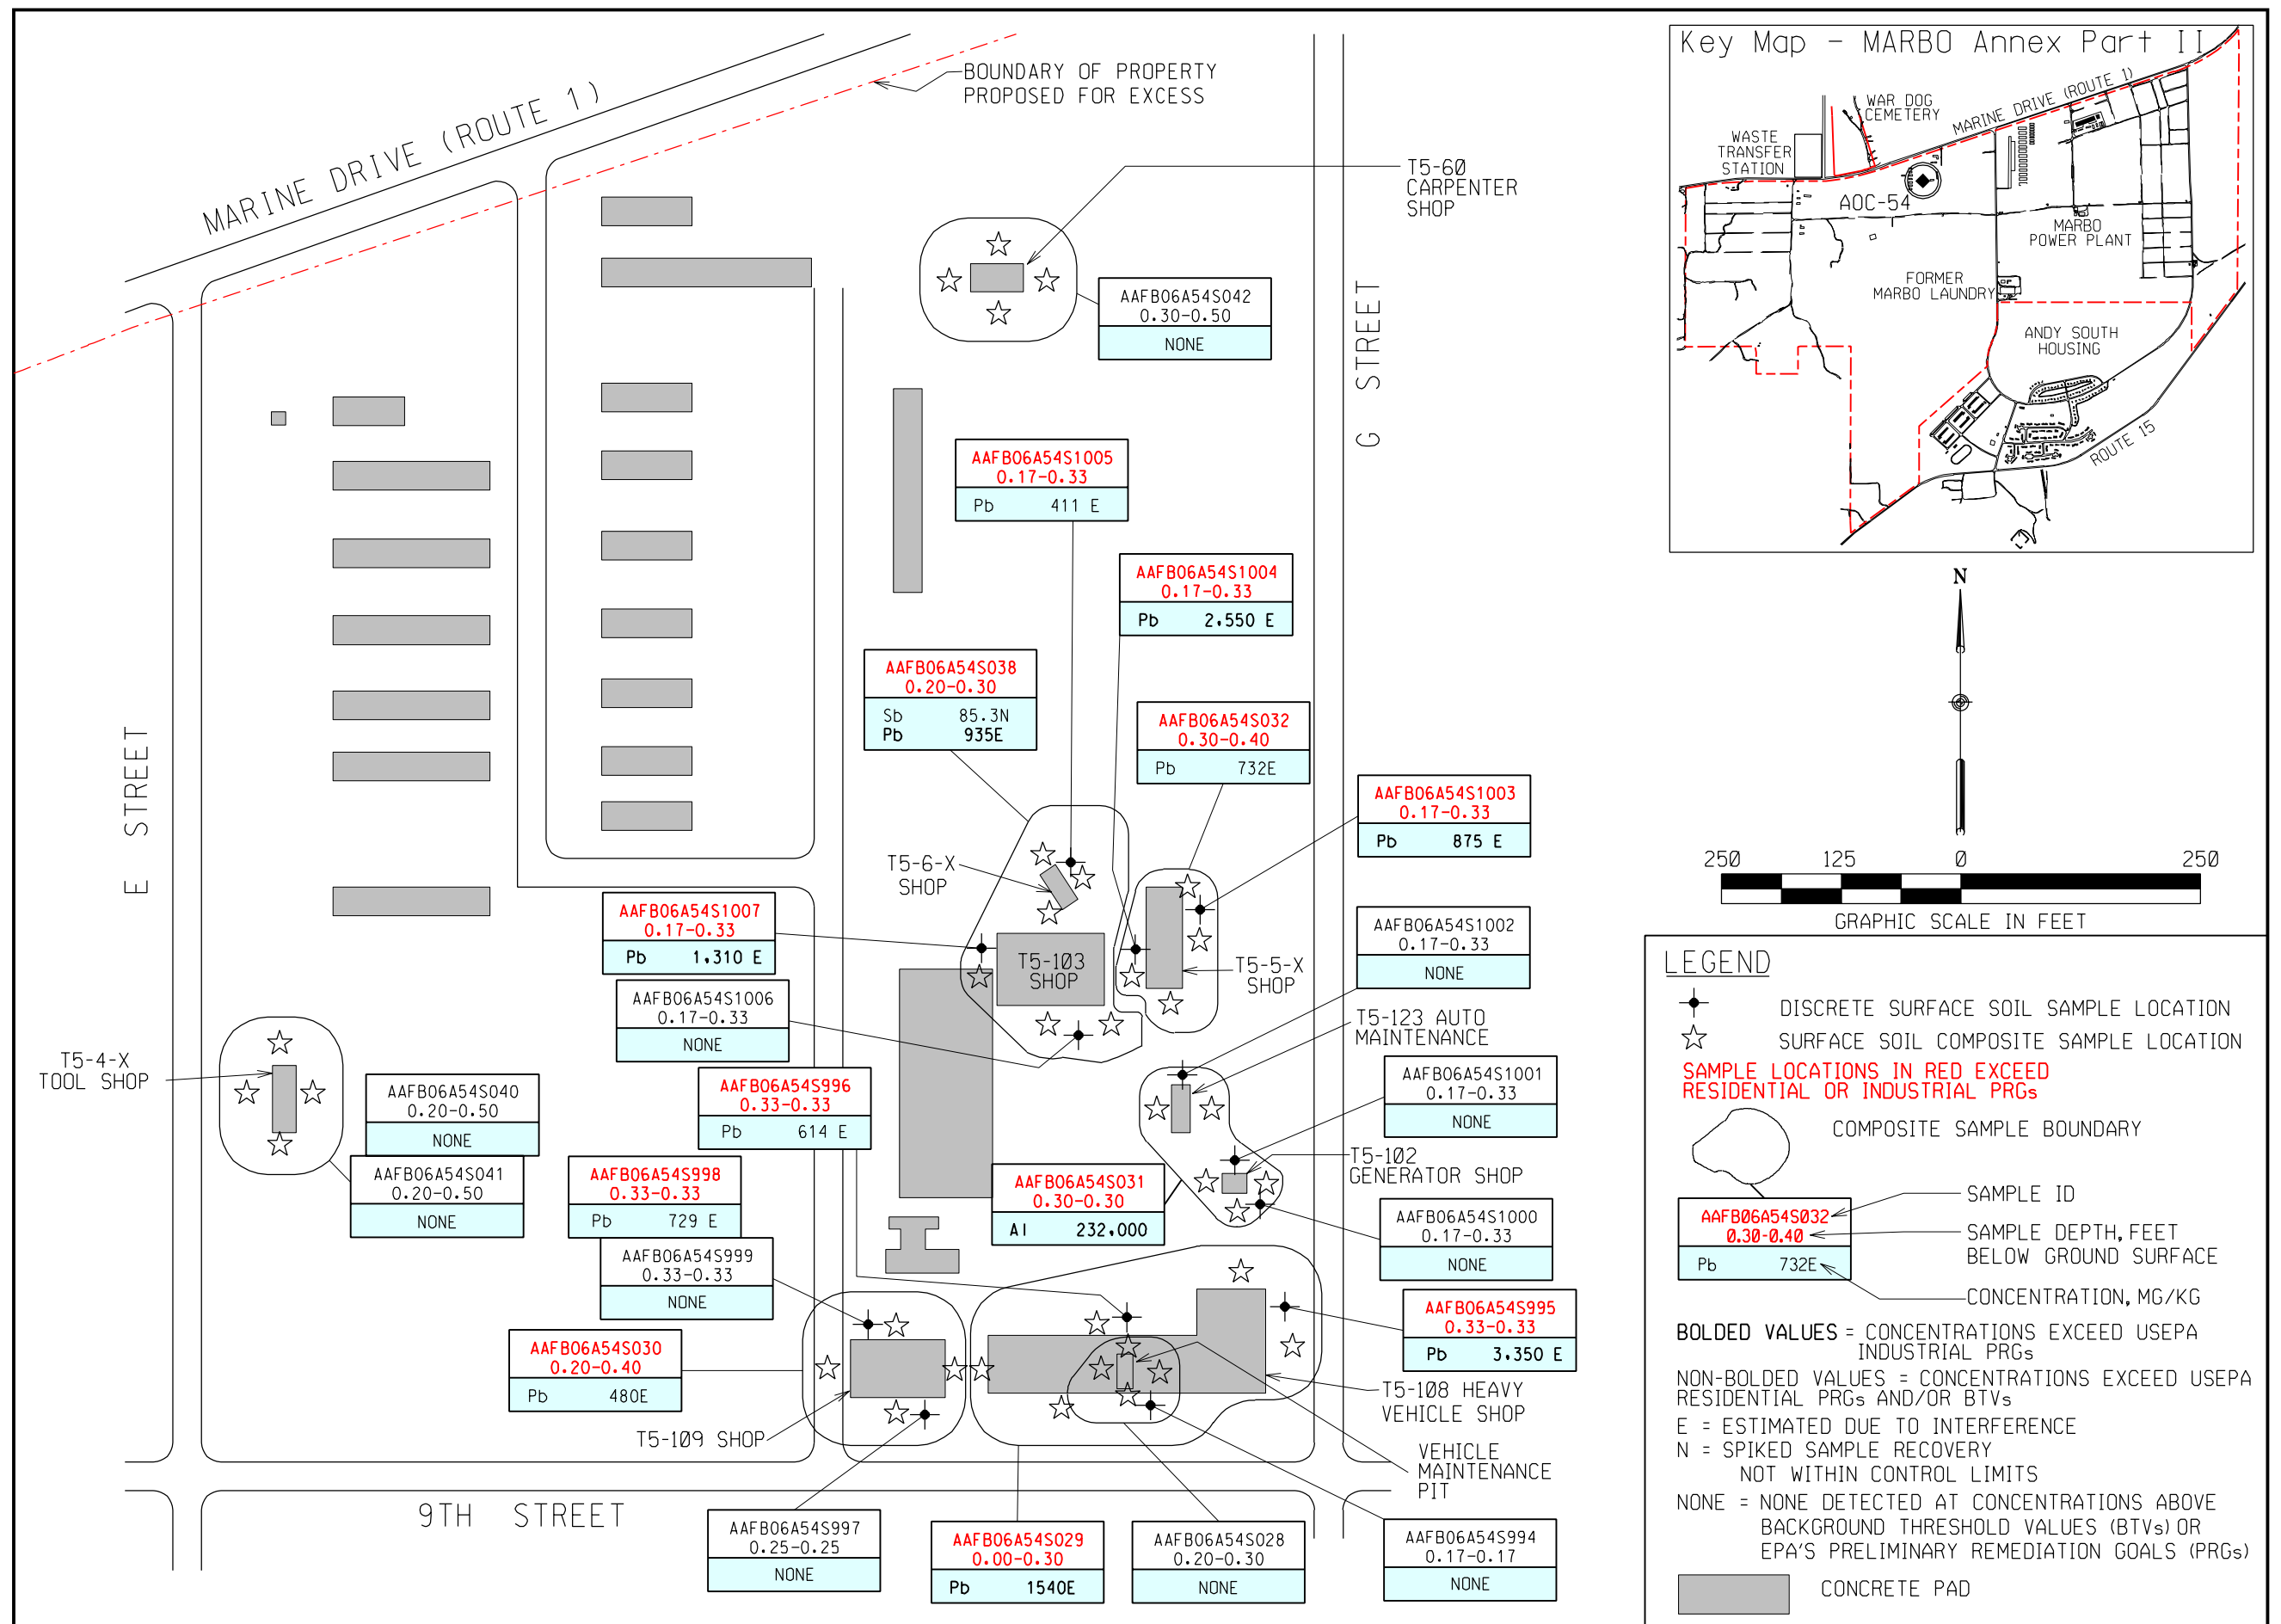 MARINE DRIVE (ROUTE 1)
BOUNDARY OF PROPERTY
PROPOSED FOR EXCESS
T5-60
CARPENTER
SHOP
AAFB06A54S042
0.30-0.50
NONE
G STREET
E STREET
AAFB06A54S1005
0.17-0.33
Pb 411 E
AAFB06A54S1004
0.17-0.33
Pb 2,550 E
AAFB06A54S038
0.20-0.30
Sb 85.3N
Pb 935E
AAFB06A54S032
0.30-0.40
Pb 732E
AAFB06A54S1003
0.17-0.33
Pb 875 E
T5-6-X
SHOP
AAFB06A54S1007
0.17-0.33
Pb 1,310 E
T5-103
SHOP
T5-5-X
SHOP
AAFB06A54S1002
0.17-0.33
NONE
AAFB06A54S1006
0.17-0.33
NONE
T5-123 AUTO
MAINTENANCE
T5-4-X
TOOL SHOP
AAFB06A54S040
0.20-0.50
NONE
AAFB06A54S041
0.20-0.50
NONE
AAFB06A54S996
0.33-0.33
Pb 614 E
AAFB06A54S1001
0.17-0.33
NONE
T5-102
GENERATOR SHOP
AAFB06A54S998
0.33-0.33
Pb 729 E
AAFB06A54S031
0.30-0.30
Al 232,000
AAFB06A54S1000
0.17-0.33
NONE
AAFB06A54S999
0.33-0.33
NONE
AAFB06A54S995
0.33-0.33
Pb 3,350 E
AAFB06A54S030
0.20-0.40
Pb 480E
T5-109 SHOP
T5-108 HEAVY
VEHICLE SHOP
VEHICLE
MAINTENANCE
PIT
9TH STREET
AAFB06A54S997
0.25-0.25
NONE
AAFB06A54S029
0.00-0.30
Pb 1540E
AAFB06A54S028
0.20-0.30
NONE
AAFB06A54S994
0.17-0.17
NONE
Key Map - MARBO Annex Part II
WAR DOG
CEMETERY
MARINE DRIVE (ROUTE 1)
WASTE
TRANSFER
STATION
AOC-54
MARBO
POWER PLANT
FORMER
MARBO LAUNDRY
ANDY SOUTH
HOUSING
ROUTE 15
N
250 125 0 250
GRAPHIC SCALE IN FEET
LEGEND
DISCRETE SURFACE SOIL SAMPLE LOCATION
SURFACE SOIL COMPOSITE SAMPLE LOCATION
SAMPLE LOCATIONS IN RED EXCEED
RESIDENTIAL OR INDUSTRIAL PRGs
COMPOSITE SAMPLE BOUNDARY
AAFB06A54S032
0.30-0.40
Pb 732E
SAMPLE ID
SAMPLE DEPTH, FEET
BELOW GROUND SURFACE
CONCENTRATION, MG/KG
BOLDED VALUES = CONCENTRATIONS EXCEED USEPA
INDUSTRIAL PRGs
NON-BOLDED VALUES = CONCENTRATIONS EXCEED USEPA
RESIDENTIAL PRGs AND/OR BTVs
E = ESTIMATED DUE TO INTERFERENCE
N = SPIKED SAMPLE RECOVERY
NOT WITHIN CONTROL LIMITS
NONE = NONE DETECTED AT CONCENTRATIONS ABOVE
BACKGROUND THRESHOLD VALUES (BTVs) OR
EPA'S PRELIMINARY REMEDIATION GOALS (PRGs)
CONCRETE PAD